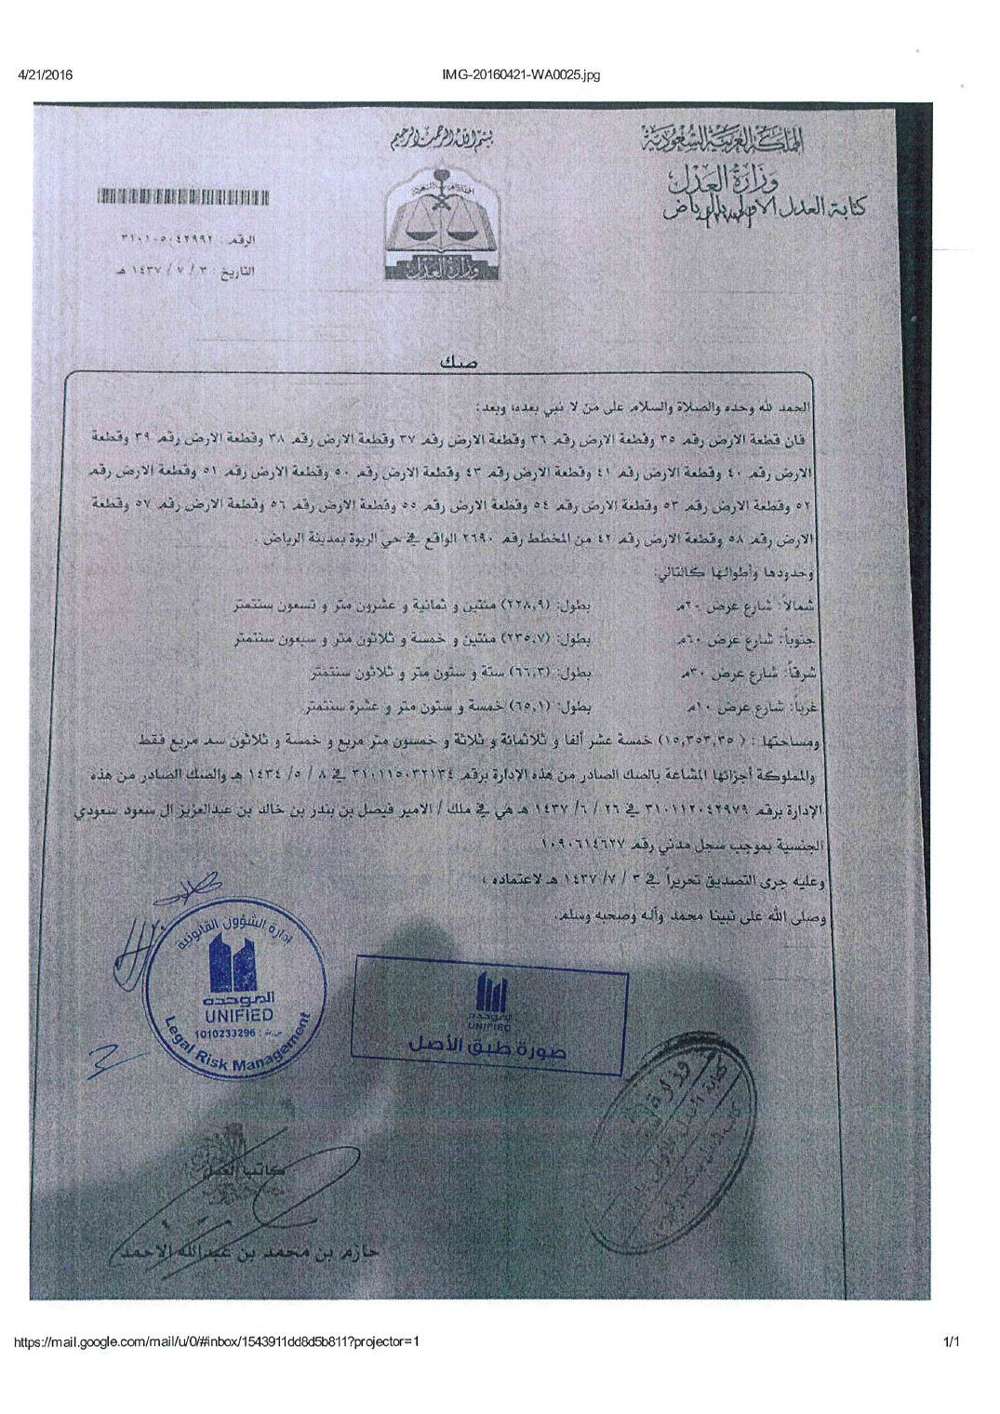 4/21/2016
IMG-20160421-WA0025.jpg
المملكة العربية السعودية
بسم الله الرحمن الرحيم
وزارة العدل
كتابة العدل الأولى بالرياض
الرقم: ٣١٠١٠٥٠٤٢٩٩٢
التاريخ: ٣ / ٧ / ١٤٣٧ هـ
وزارة العدل
صك
الحمد لله وحده والصلاة والسلام على من لا نبي بعده، وبعد:
فان قطعة الارض رقم ٣٥ وقطعة الارض رقم ٣٦ وقطعة الارض رقم ٣٧ وقطعة الارض رقم ٣٨ وقطعة الارض رقم ٣٩ وقطعة
الارض رقم ٤٠ وقطعة الارض رقم ٤١ وقطعة الارض رقم ٤٣ وقطعة الارض رقم ٥٠ وقطعة الارض رقم ٥١ وقطعة الارض رقم
٥٢ وقطعة الارض رقم ٥٣ وقطعة الارض رقم ٥٤ وقطعة الارض رقم ٥٥ وقطعة الارض رقم ٥٦ وقطعة الارض رقم ٥٧ وقطعة
الارض رقم ٥٨ وقطعة الارض رقم ٤٢ من المخطط رقم ٢٦٩٠ الواقع في حي الربوة بمدينة الرياض .
وحدودها وأطوالها كالتالي:
شمالاً: شارع عرض ٢٠م بطول: (٢٢٨,٩) مئتين و ثمانية و عشرون متر و تسعون سنتمتر
جنوباً: شارع عرض ٦٠م بطول: (٢٣٥,٧) مئتين و خمسة و ثلاثون متر و سبعون سنتمتر
شرقاً: شارع عرض ٣٠م بطول: (٦٦,٣) ستة و ستون متر و ثلاثون سنتمتر
غرباً: شارع عرض ١٠م بطول: (٦٥,١) خمسة و ستون متر و عشرة سنتمتر
ومساحتها : ( ١٥,٣٥٣,٣٥) خمسة عشر ألفا و ثلاثمائة و ثلاثة و خمسون متر مربع و خمسة و ثلاثون سم مربع فقط
والمملوكة أجزائها المشاعة بالصك الصادر من هذه الإدارة برقم ٣١٠١١٥٠٣٢١٣٤ في ٨ / ٥ / ١٤٣٤ هـ والصك الصادر من هذه
الإدارة برقم ٣١٠١١٢٠٤٢٩٧٩ في ٢٦ / ٦ / ١٤٣٧ هـ هي في ملك / الامير فيصل بن بندر بن خالد بن عبدالعزيز ال سعود سعودي
الجنسية بموجب سجل مدني رقم ١٠٩٠٦١٤٦٢٧
وعليه جرى التصديق تحريراً في ٣ / ٧ / ١٤٣٧ هـ لاعتماده ،
وصلى الله على نبينا محمد وآله وصحبه وسلم.
إدارة الشؤون القانونية
الموحدة
UNIFIED
س.ت : 1010233296
Legal Risk Management
الموحدة
UNIFIED
صورة طبق الأصل
وزارة
كاتب العدل
حازم بن محمد بن عبدالله الاحمد
https://mail.google.com/mail/u/0/#inbox/1543911dd8d5b811?projector=1
1/1